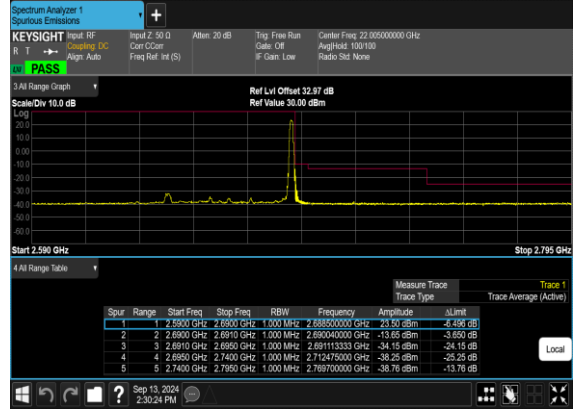 Spectrum Analyzer 1
Spurious Emissions
+
KEYSIGHT Input: RF Input Z: 50 Ω Atten: 20 dB Trig: Free Run Center Freq: 22.005000000 GHz
R T Coupling: DC Corr CCorr Gate: Off Avg|Hold: 100/100
Align: Auto Freq Ref: Int (S) IF Gain: Low Radio Std: None
PASS
3 All Range Graph
Ref Lvl Offset 32.97 dB
Scale/Div 10.0 dB Ref Value 30.00 dBm
Log
20.0
10.0
0.00
-10.0
-20.0
-30.0
-40.0
-50.0
-60.0
Start 2.590 GHz Stop 2.795 GHz
4 All Range Table
Measure Trace Trace 1
Trace Type Trace Average (Active)
Spur Range Start Freq Stop Freq RBW Frequency Amplitude ΔLimit
1 1 2.5900 GHz 2.6900 GHz 1.000 MHz 2.688500000 GHz 23.50 dBm -6.496 dB
2 2 2.6900 GHz 2.6910 GHz 1.000 MHz 2.690040000 GHz -13.65 dBm -3.650 dB
3 3 2.6910 GHz 2.6950 GHz 1.000 MHz 2.691113333 GHz -34.15 dBm -24.15 dB
4 4 2.6950 GHz 2.7400 GHz 1.000 MHz 2.712475000 GHz -38.25 dBm -25.25 dB
5 5 2.7400 GHz 2.7950 GHz 1.000 MHz 2.769700000 GHz -38.76 dBm -13.76 dB
Local
? Sep 13, 2024
2:30:24 PM